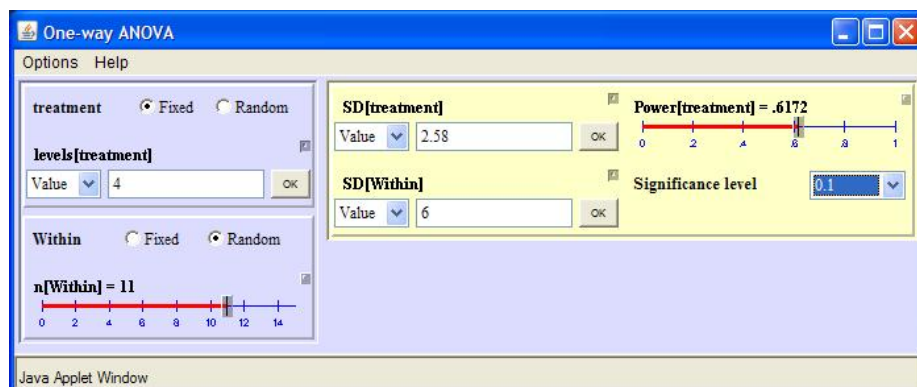 One-way ANOVA
Options Help
treatment Fixed Random
levels[treatment]
Value 4 OK
Within Fixed Random
n[Within] = 11
0 2 4 6 8 10 12 14
SD[treatment]
Value 2.58 OK
SD[Within]
Value 6 OK
Power[treatment] = .6172
0 .2 .4 .6 .8 1
Significance level 0.1
Java Applet Window